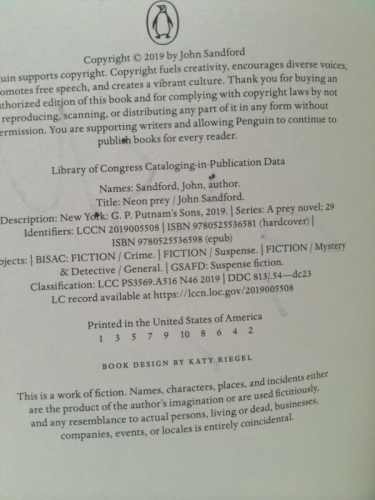 Copyright © 2019 by John Sandford
uin supports copyright. Copyright fuels creativity, encourages diverse voices,
omotes free speech, and creates a vibrant culture. Thank you for buying an
thorized edition of this book and for complying with copyright laws by not
reproducing, scanning, or distributing any part of it in any form without
ermission. You are supporting writers and allowing Penguin to continue to
publish books for every reader.
Library of Congress Cataloging-in-Publication Data
Names: Sandford, John, author.
Title: Neon prey / John Sandford.
Description: New York: G. P. Putnam's Sons, 2019. | Series: A prey novel; 29
Identifiers: LCCN 2019005508 | ISBN 9780525536581 (hardcover) |
ISBN 9780525536598 (epub)
bjects: | BISAC: FICTION / Crime. | FICTION / Suspense. | FICTION / Mystery
& Detective / General. | GSAFD: Suspense fiction.
Classification: LCC PS3569.A516 N46 2019 | DDC 813/.54—dc23
LC record available at https://lccn.loc.gov/2019005508
Printed in the United States of America
1 3 5 7 9 10 8 6 4 2
BOOK DESIGN BY KATY RIEGEL
This is a work of fiction. Names, characters, places, and incidents either
are the product of the author's imagination or are used fictitiously,
and any resemblance to actual persons, living or dead, businesses,
companies, events, or locales is entirely coincidental.